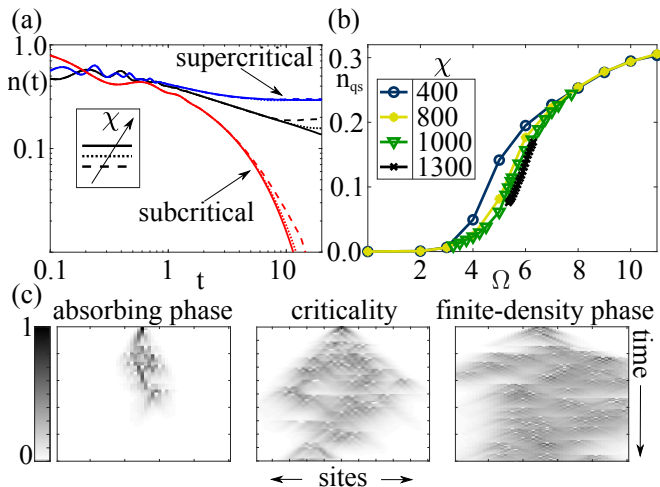 (a)
1.0
n(t)
0.1
χ
supercritical
subcritical
0.1 1 10
t
(b)
0.3
n_qs
0.2
0.1
0.0
χ
400
800
1000
1300
0 2 4 6 8 10
Ω
(c)
absorbing phase criticality finite-density phase
1
0
time
sites